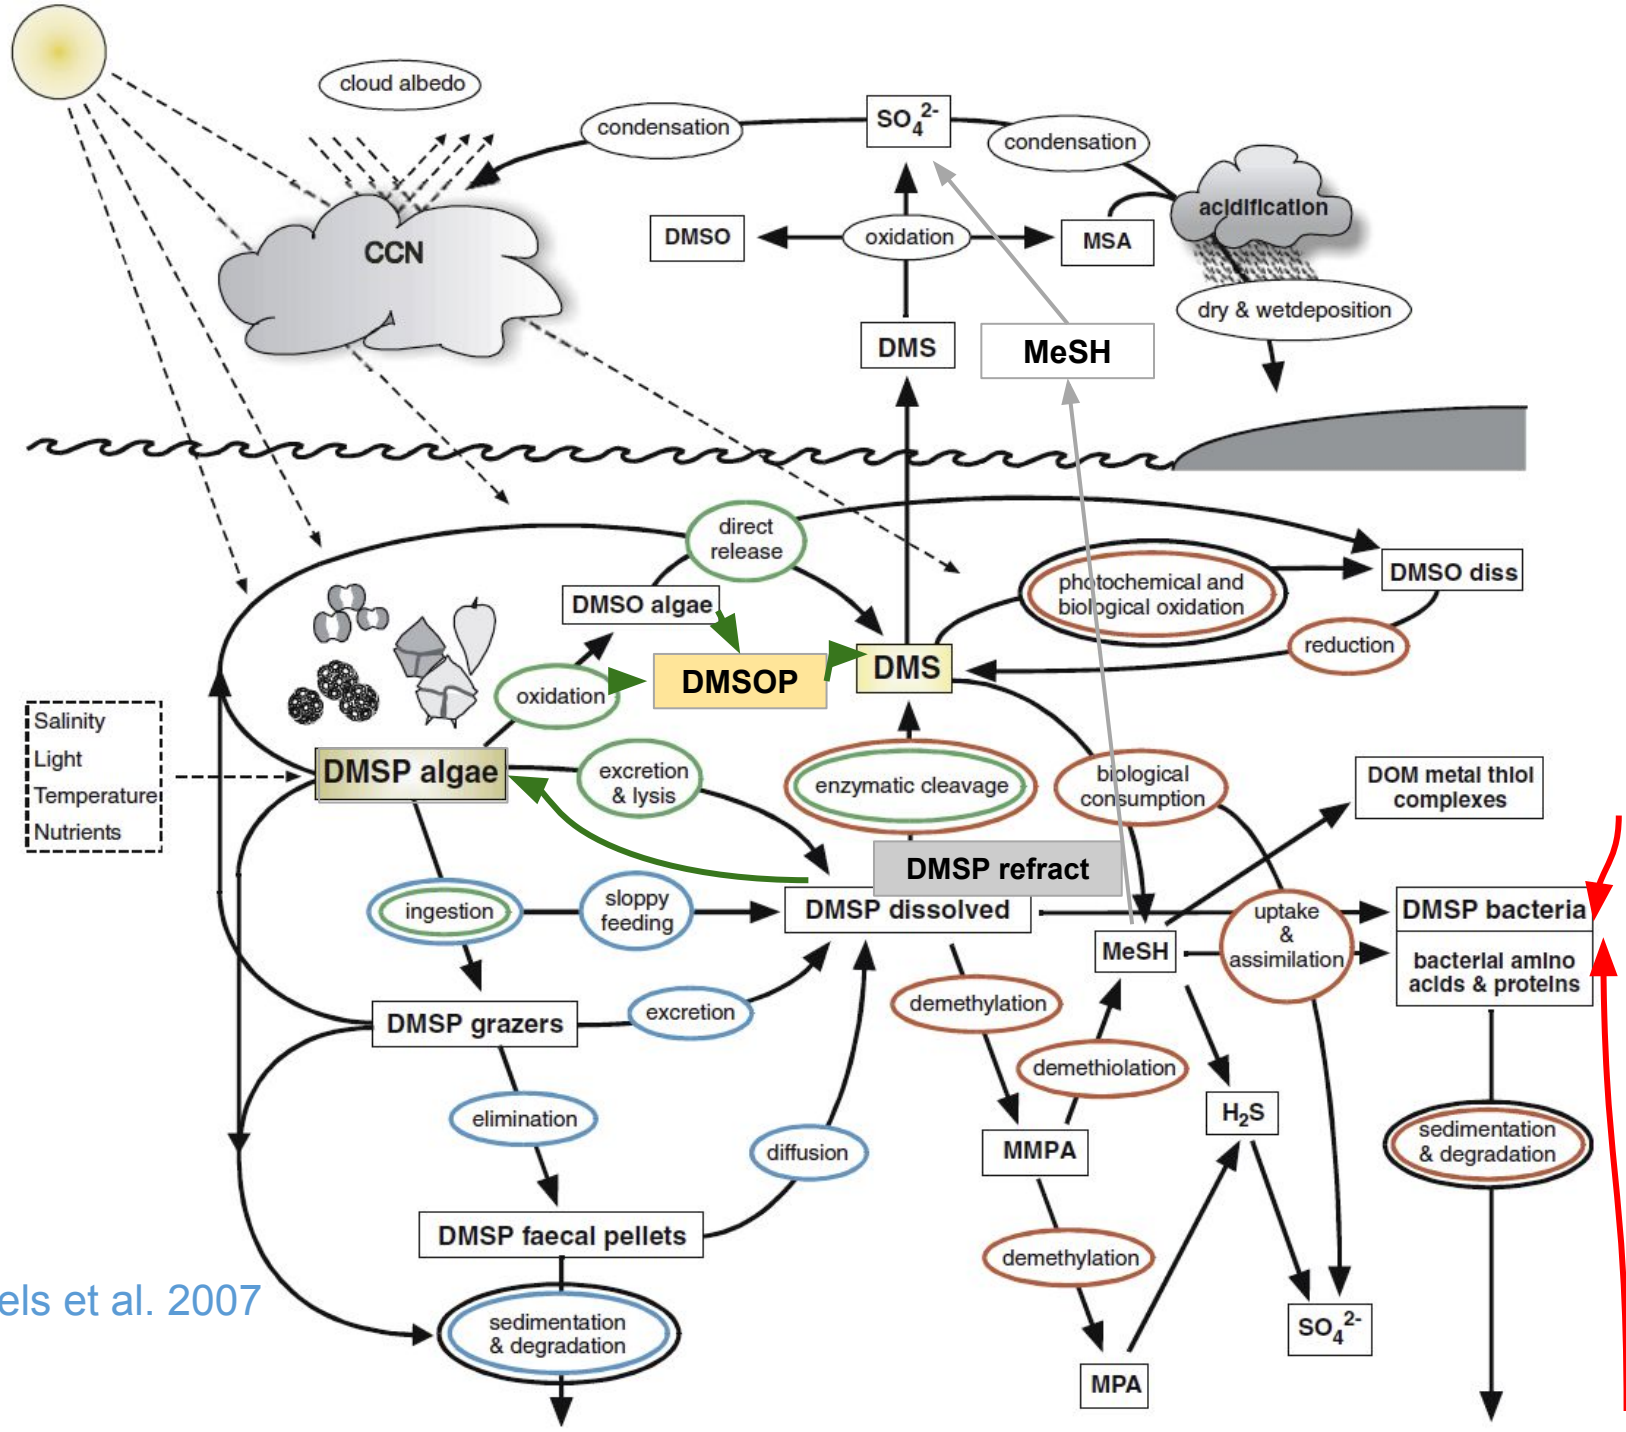 cloud albedo
condensation
SO₄²⁻
condensation
acidification
DMSO
oxidation
MSA
CCN
dry & wetdeposition
DMS
MeSH
direct
release
photochemical and
biological oxidation
DMSO diss
DMSO algae
reduction
DMSOP
DMS
oxidation
Salinity
Light
Temperature
Nutrients
DMSP algae
excretion
& lysis
enzymatic cleavage
biological
consumption
DOM metal thiol
complexes
DMSP refract
ingestion
sloppy
feeding
DMSP dissolved
uptake
&
assimilation
DMSP bacteria
MeSH
bacterial amino
acids & proteins
DMSP grazers
excretion
demethylation
demethiolation
elimination
H₂S
diffusion
MMPA
sedimentation
& degradation
DMSP faecal pellets
demethylation
els et al. 2007
sedimentation
& degradation
SO₄²⁻
MPA